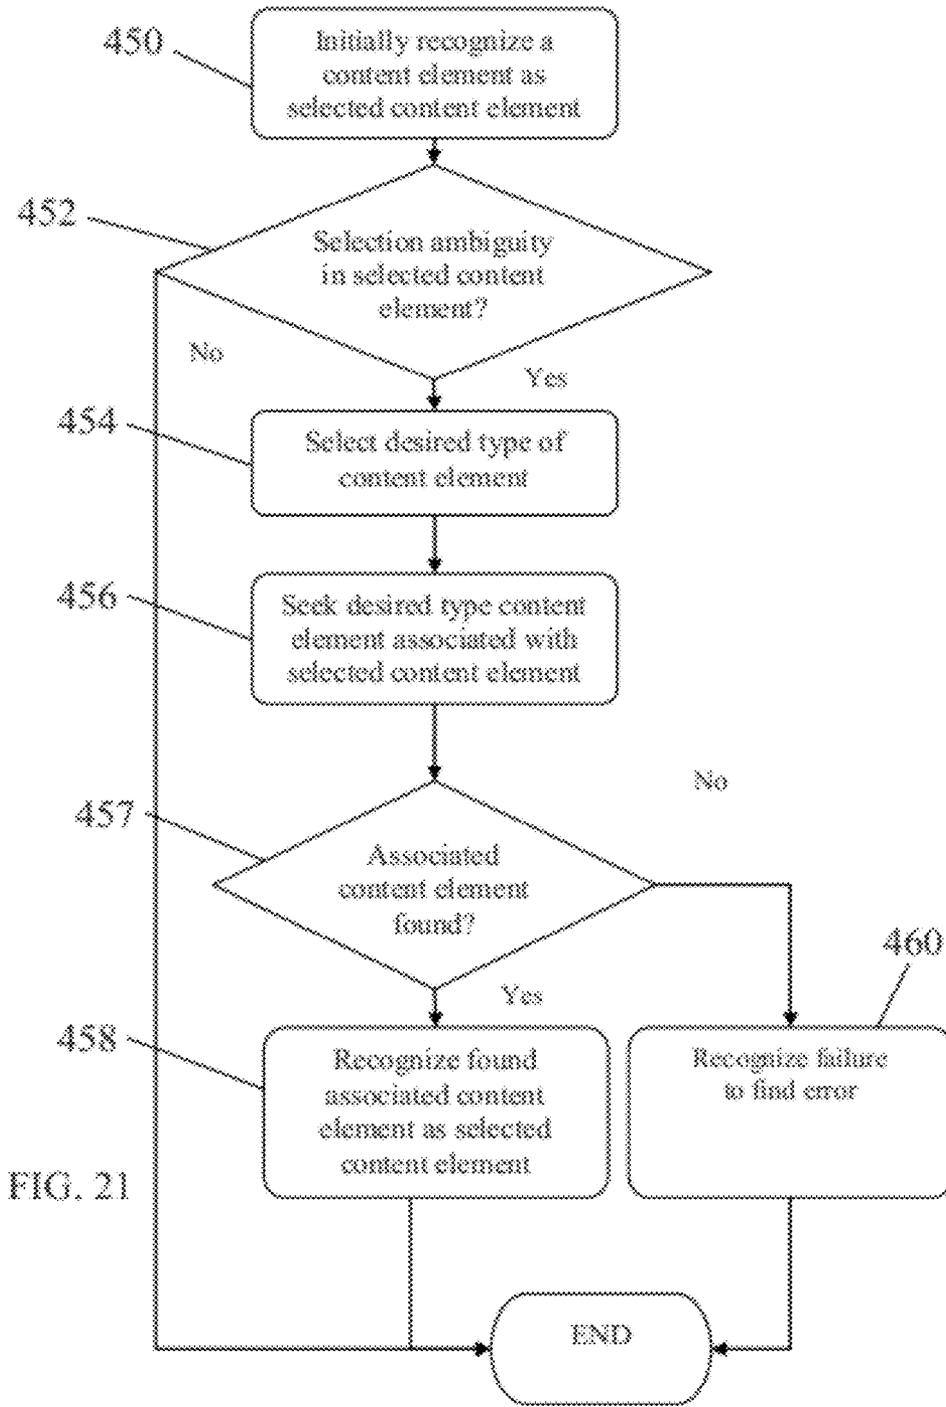 450
Initially recognize a
content element as
selected content element
452
Selection ambiguity
in selected content
element?
No
Yes
454
Select desired type of
content element
456
Seek desired type content
element associated with
selected content element
No
457
Associated
content element
found?
460
Yes
458
Recognize found
associated content
element as selected
content element
Recognize failure
to find error
FIG. 21
END